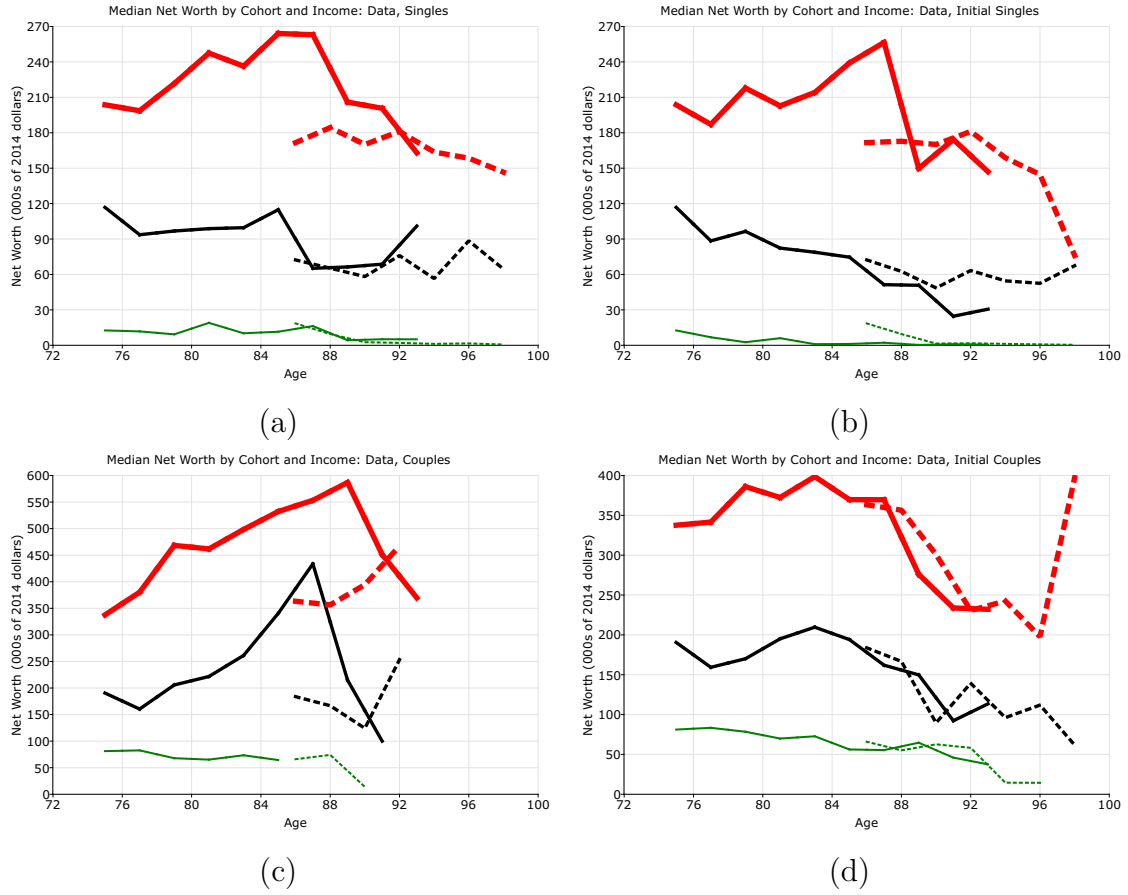 Median Net Worth by Cohort and Income: Data, Singles
Net Worth (000s of 2014 dollars)
270
240
210
180
150
120
90
60
30
0
72 76 80 84 88 92 96 100
Age
(a)
Median Net Worth by Cohort and Income: Data, Initial Singles
Net Worth (000s of 2014 dollars)
270
240
210
180
150
120
90
60
30
0
72 76 80 84 88 92 96 100
Age
(b)
Median Net Worth by Cohort and Income: Data, Couples
Net Worth (000s of 2014 dollars)
600
550
500
450
400
350
300
250
200
150
100
50
0
72 76 80 84 88 92 96 100
Age
(c)
Median Net Worth by Cohort and Income: Data, Initial Couples
Net Worth (000s of 2014 dollars)
400
350
300
250
200
150
100
50
0
72 76 80 84 88 92 96 100
Age
(d)